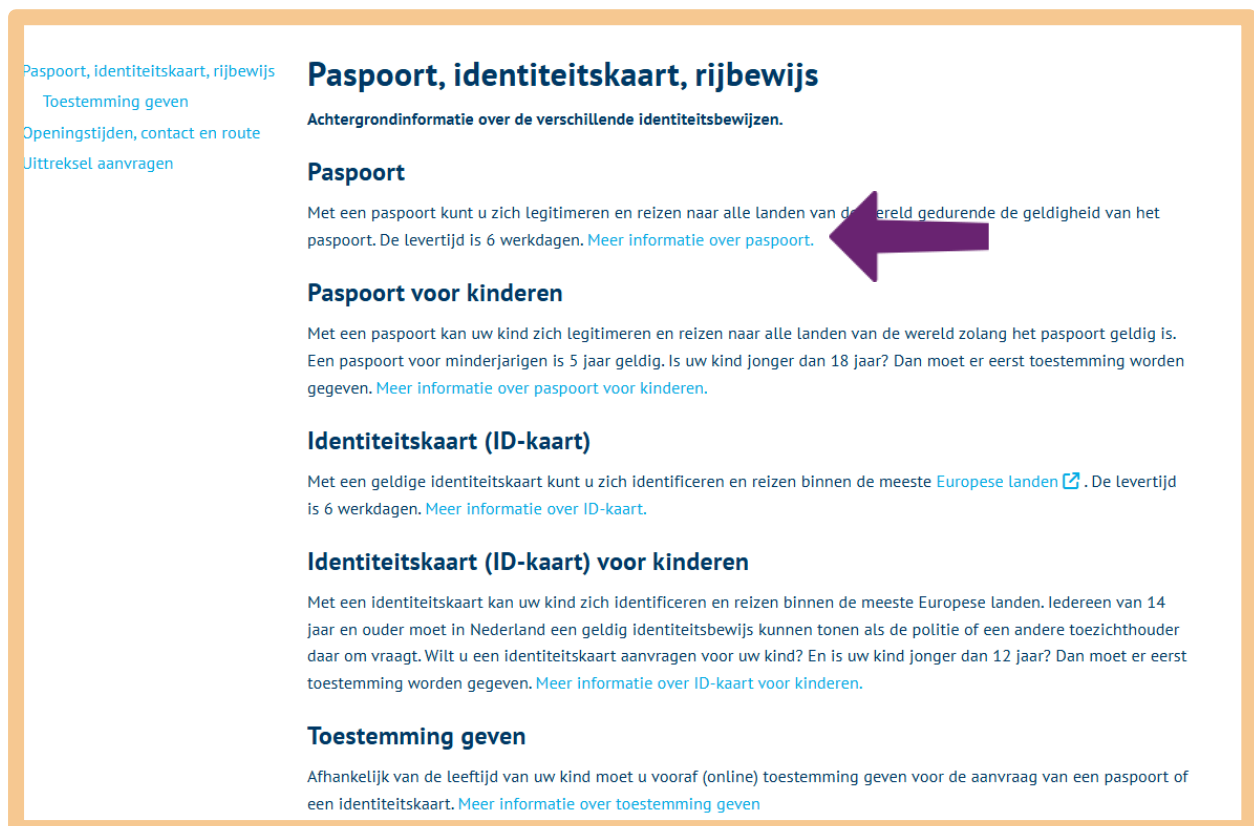 Paspoort, identiteitskaart, rijbewijs
Toestemming geven
Openingstijden, contact en route
Uittreksel aanvragen
Paspoort, identiteitskaart, rijbewijs
Achtergrondinformatie over de verschillende identiteitsbewijzen.
Paspoort
Met een paspoort kunt u zich legitimeren en reizen naar alle landen van de wereld gedurende de geldigheid van het
paspoort. De levertijd is 6 werkdagen. Meer informatie over paspoort.
Paspoort voor kinderen
Met een paspoort kan uw kind zich legitimeren en reizen naar alle landen van de wereld zolang het paspoort geldig is.
Een paspoort voor minderjarigen is 5 jaar geldig. Is uw kind jonger dan 18 jaar? Dan moet er eerst toestemming worden
gegeven. Meer informatie over paspoort voor kinderen.
Identiteitskaart (ID-kaart)
Met een geldige identiteitskaart kunt u zich identificeren en reizen binnen de meeste Europese landen . De levertijd
is 6 werkdagen. Meer informatie over ID-kaart.
Identiteitskaart (ID-kaart) voor kinderen
Met een identiteitskaart kan uw kind zich identificeren en reizen binnen de meeste Europese landen. Iedereen van 14
jaar en ouder moet in Nederland een geldig identiteitsbewijs kunnen tonen als de politie of een andere toezichthouder
daar om vraagt. Wilt u een identiteitskaart aanvragen voor uw kind? En is uw kind jonger dan 12 jaar? Dan moet er eerst
toestemming worden gegeven. Meer informatie over ID-kaart voor kinderen.
Toestemming geven
Afhankelijk van de leeftijd van uw kind moet u vooraf (online) toestemming geven voor de aanvraag van een paspoort of
een identiteitskaart. Meer informatie over toestemming geven